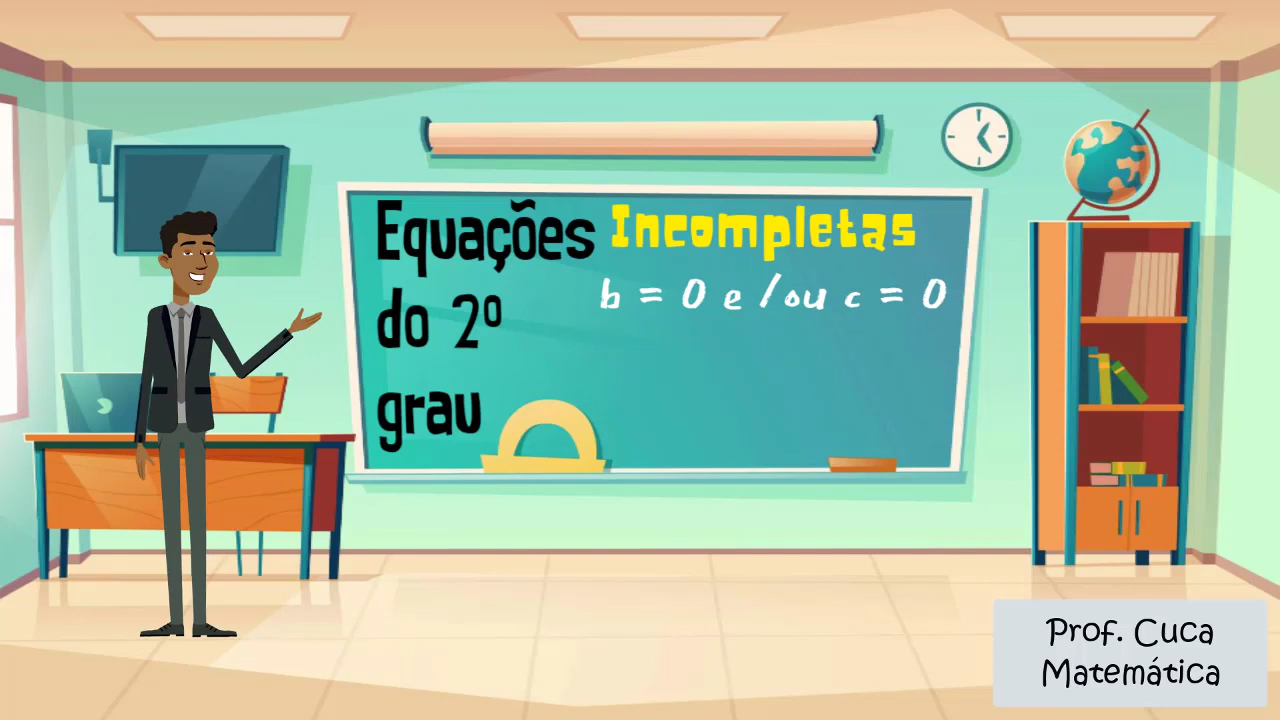 Equações Incompletas
b = 0 e /ou c = 0
do 2º
grau
Prof. Cuca
Matemática